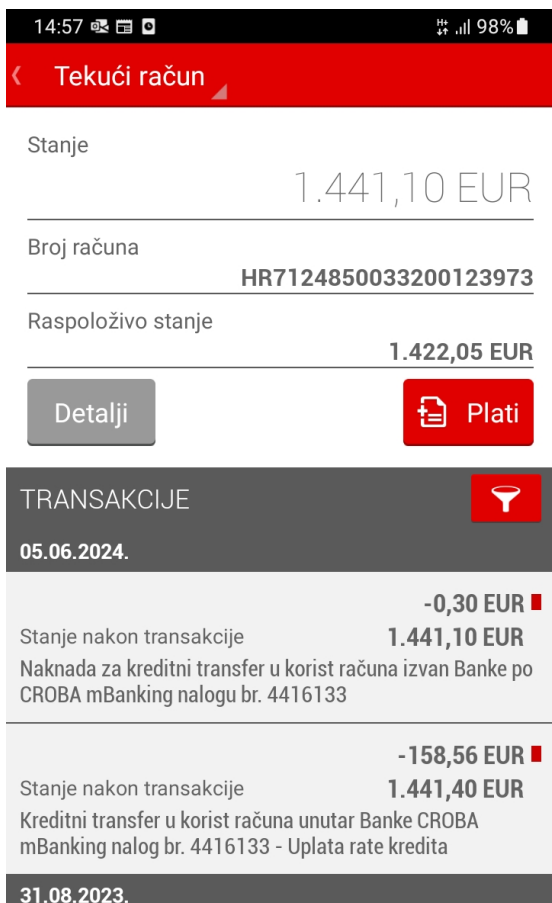 14:57 98%
Tekući račun
Stanje
1.441,10 EUR
Broj računa
HR7124850033200123973
Raspoloživo stanje
1.422,05 EUR
Detalji Plati
TRANSAKCIJE
05.06.2024.
-0,30 EUR
Stanje nakon transakcije 1.441,10 EUR
Naknada za kreditni transfer u korist računa izvan Banke po
CROBA mBanking nalogu br. 4416133
-158,56 EUR
Stanje nakon transakcije 1.441,40 EUR
Kreditni transfer u korist računa unutar Banke CROBA
mBanking nalog br. 4416133 - Uplata rate kredita
31.08.2023.